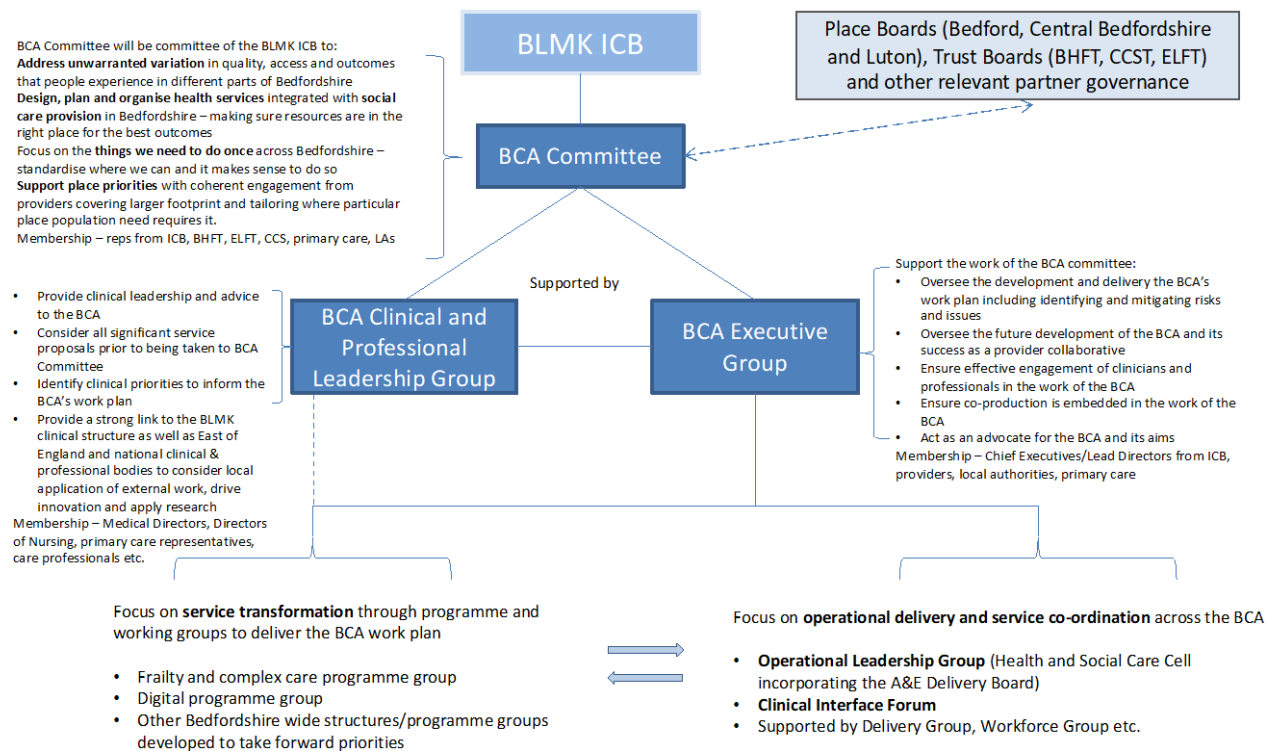 BLMK ICB
Place Boards (Bedford, Central Bedfordshire
and Luton), Trust Boards (BHFT, CCST, ELFT)
and other relevant partner governance
BCA Committee will be committee of the BLMK ICB to:
Address unwarranted variation in quality, access and outcomes
that people experience in different parts of Bedfordshire
Design, plan and organise health services integrated with social
care provision in Bedfordshire – making sure resources are in the
right place for the best outcomes
Focus on the things we need to do once across Bedfordshire –
standardise where we can and it makes sense to do so
Support place priorities with coherent engagement from
providers covering larger footprint and tailoring where particular
place population need requires it.
Membership – reps from ICB, BHFT, ELFT, CCS, primary care, LAs
BCA Committee
Supported by
• Provide clinical leadership and advice
to the BCA
• Consider all significant service
proposals prior to being taken to BCA
Committee
• Identify clinical priorities to inform the
BCA's work plan
• Provide a strong link to the BLMK
clinical structure as well as East of
England and national clinical &
professional bodies to consider local
application of external work, drive
innovation and apply research
Membership – Medical Directors, Directors
of Nursing, primary care representatives,
care professionals etc.
BCA Clinical and
Professional
Leadership Group
BCA Executive
Group
Support the work of the BCA committee:
• Oversee the development and delivery the BCA's
work plan including identifying and mitigating risks
and issues
• Oversee the future development of the BCA and its
success as a provider collaborative
• Ensure effective engagement of clinicians and
professionals in the work of the BCA
• Ensure co-production is embedded in the work of the
BCA
• Act as an advocate for the BCA and its aims
Membership – Chief Executives/Lead Directors from ICB,
providers, local authorities, primary care
Focus on service transformation through programme and
working groups to deliver the BCA work plan
• Frailty and complex care programme group
• Digital programme group
• Other Bedfordshire wide structures/programme groups
developed to take forward priorities
Focus on operational delivery and service co-ordination across the BCA
• Operational Leadership Group (Health and Social Care Cell
incorporating the A&E Delivery Board)
• Clinical Interface Forum
• Supported by Delivery Group, Workforce Group etc.